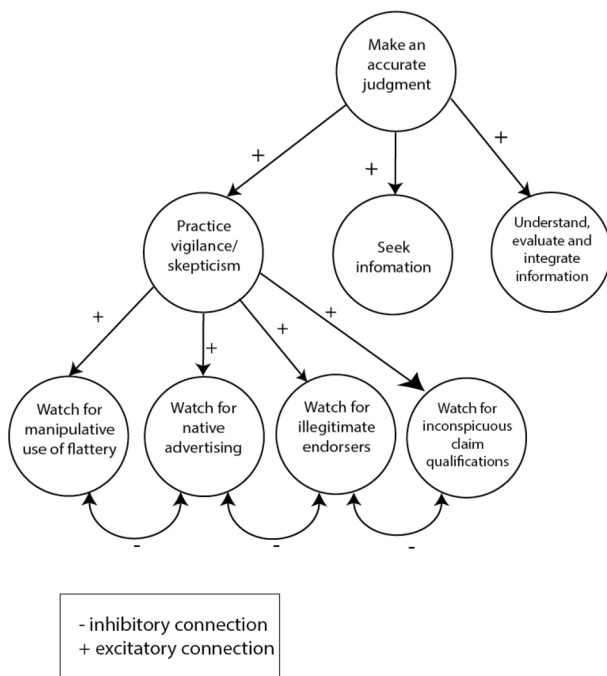 Make an
accurate
judgment
+
+
+
Practice
vigilance/
skepticism
Seek
infomation
Understand,
evaluate and
integrate
information
+
+
+
+
Watch for
manipulative
use of flattery
Watch for
native
advertising
Watch for
illegitimate
endorsers
Watch for
inconspicuous
claim
qualifications
-
-
-
- inhibitory connection
+ excitatory connection